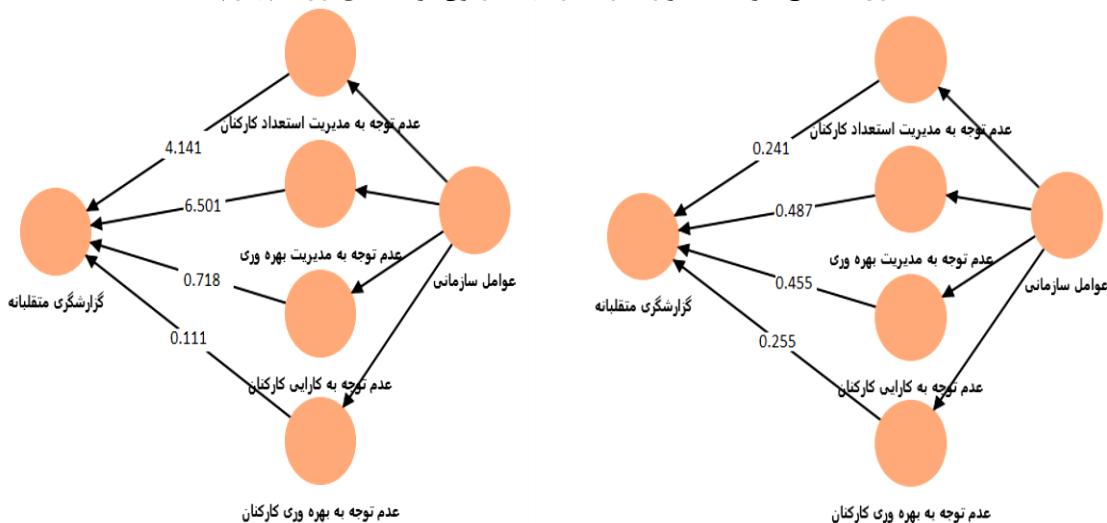 عدم توجه به مدیریت استعداد کارکنان
4.141
6.501
عدم توجه به مدیریت بهره وری
عوامل سازمانی
گزارشگری متقلبانه
0.718
0.111
عدم توجه به کارایی کارکنان
عدم توجه به بهره وری کارکنان
عدم توجه به مدیریت استعداد کارکنان
0.241
0.487
عدم توجه به مدیریت بهره وری
عوامل سازمانی
گزارشگری متقلبانه
0.455
0.255
عدم توجه به کارایی کارکنان
عدم توجه به بهره وری کارکنان